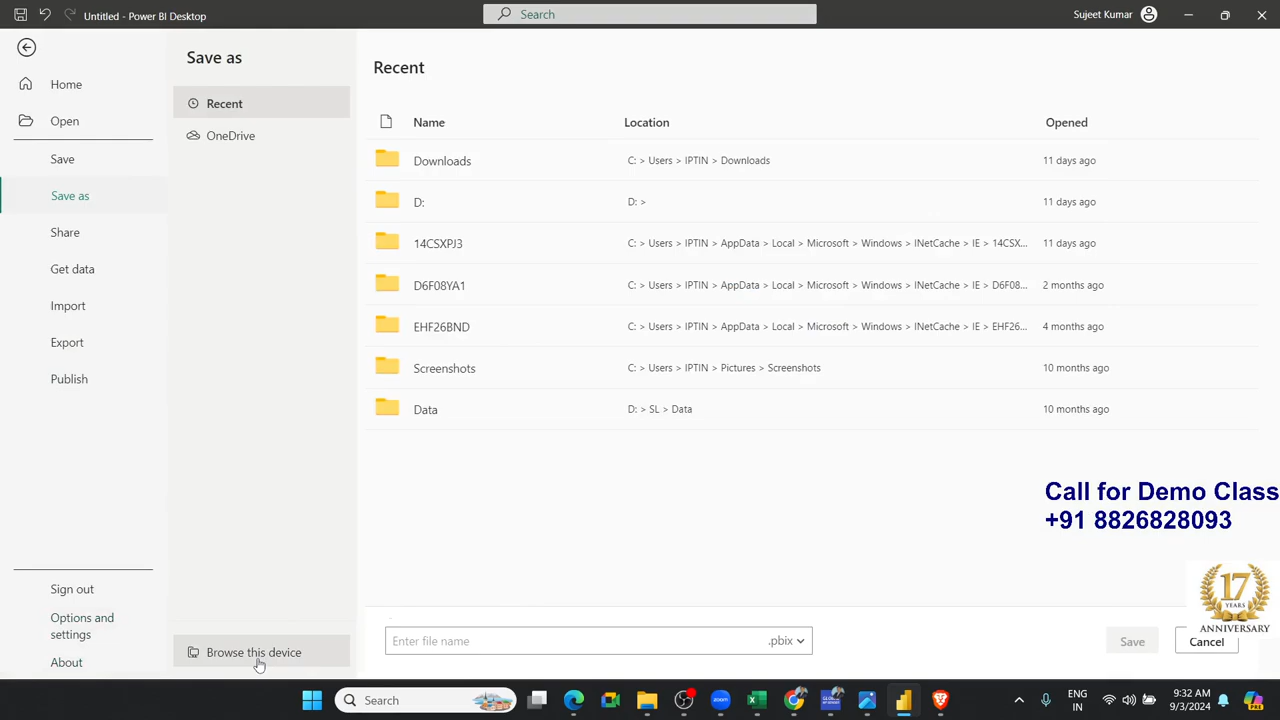 Untitled - Power BI Desktop
Search
Sujeet Kumar
Save as
Recent
Home
Recent
Open
OneDrive
Name Location Opened
Save
Downloads C: > Users > IPTIN > Downloads 11 days ago
Save as
D: D: > 11 days ago
Share
14CSXPJ3 C: > Users > IPTIN > AppData > Local > Microsoft > Windows > INetCache > IE > 14CSX... 11 days ago
Get data
D6F08YA1 C: > Users > IPTIN > AppData > Local > Microsoft > Windows > INetCache > IE > D6F08... 2 months ago
Import
EHF26BND C: > Users > IPTIN > AppData > Local > Microsoft > Windows > INetCache > IE > EHF26... 4 months ago
Export
Screenshots C: > Users > IPTIN > Pictures > Screenshots 10 months ago
Publish
Data D: > SL > Data 10 months ago
Call for Demo Class
+91 8826828093
17
YEARS
ANNIVERSARY
Sign out
Options and
settings
About
Browse this device
Enter file name .pbix
Save Cancel
Search
ENG
IN
9:32 AM
9/3/2024